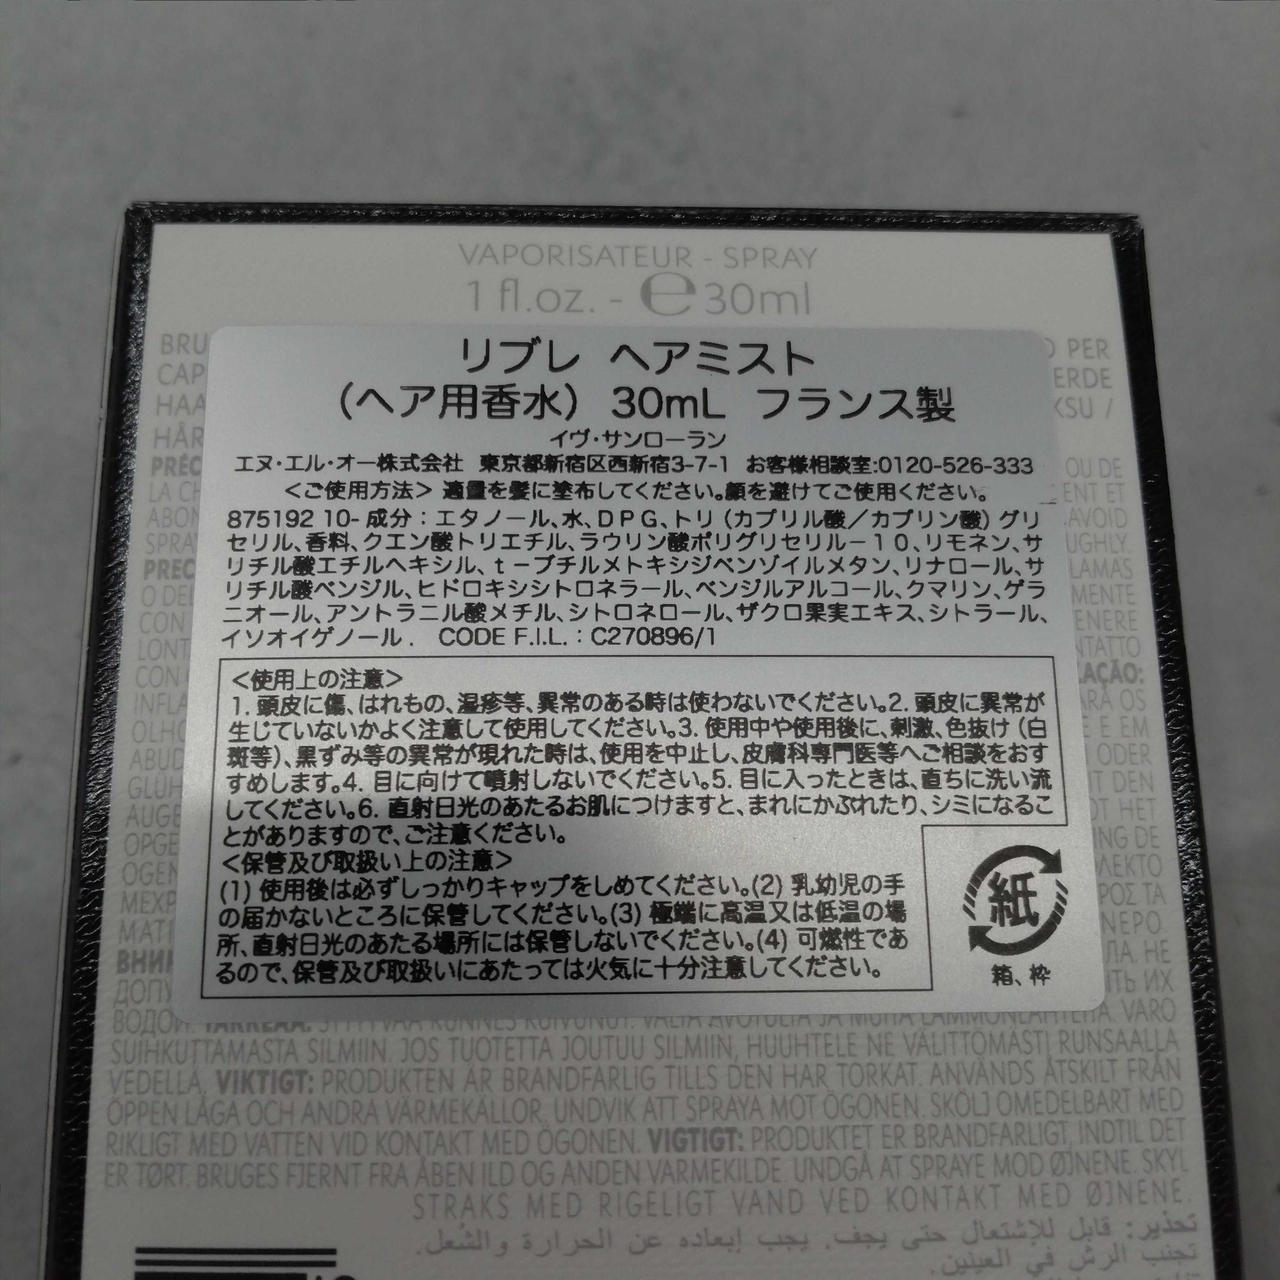 VAPORISATEUR - SPRAY
1 fl.oz. - ℮ 30ml
リブレ ヘアミスト
（ヘア用香水） 30mL フランス製
イヴ・サンローラン
エヌ・エル・オー株式会社 東京都新宿区西新宿3-7-1 お客様相談室:0120-526-333
＜ご使用方法＞ 適量を髪に塗布してください。顔を避けてご使用ください。
875192 10- 成分：エタノール、水、ＤＰＧ、トリ（カプリル酸／カプリン酸）グリ
セリル、香料、クエン酸トリエチル、ラウリン酸ポリグリセリル－１０、リモネン、サ
リチル酸エチルヘキシル、ｔ－ブチルメトキシジベンゾイルメタン、リナロール、サ
リチル酸ベンジル、ヒドロキシシトロネラール、ベンジルアルコール、クマリン、ゲラ
ニオール、アントラニル酸メチル、シトロネロール、ザクロ果実エキス、シトラール、
イソオイゲノール． CODE F.I.L.：C270896/1
＜使用上の注意＞
1. 頭皮に傷、はれもの、湿疹等、異常のある時は使わないでください。2. 頭皮に異常が
生じていないかよく注意して使用してください。3. 使用中や使用後に、刺激、色抜け（白
斑等）、黒ずみ等の異常が現れた時は、使用を中止し、皮膚科専門医等へご相談をおす
すめします。4. 目に向けて噴射しないでください。5. 目に入ったときは、直ちに洗い流
してください。6. 直射日光のあたるお肌につけますと、まれにかぶれたり、シミになるこ
とがありますので、ご注意ください。
＜保管及び取扱い上の注意＞
(1) 使用後は必ずしっかりキャップをしめてください。(2) 乳幼児の手
の届かないところに保管してください。(3) 極端に高温又は低温の場
所、直射日光のあたる場所には保管しないでください。(4) 可燃性であ
るので、保管及び取扱いにあたっては火気に十分注意してください。
紙
箱、枠
SUIHKUTTAMASTA SILMIIN. JOS TUOTETTA JOUTUU SILMIIN, HUUHTELE NE VÄLITTÖMÄSTI RUNSAALLA
VEDELLÄ. VIKTIGT: PRODUKTEN ÄR BRANDFARLIG TILLS DEN HAR TORKAT. ANVÄNDS ÅTSKILT FRÅN
ÖPPEN LÅGA OCH ANDRA VÄRMEKÄLLOR. UNDVIK ATT SPRAYA MOT ÖGONEN. SKÖLJ OMEDELBART MED
RIKLIGT MED VATTEN VID KONTAKT MED ÖGONEN. VIGTIGT: PRODUKTET ER BRANDFARLIGT, INDTIL DET
ER TØRT. BRUGES FJERNT FRA ÅBEN ILD OG ANDEN VARMEKILDE. UNDGÅ AT SPRAYE MOD ØJNENE. SKYL
STRAKS MED RIGELIGT VAND VED KONTAKT MED ØJNENE.
تحذير: قابل للإشتعال حتى يجف. يجب إبعاده عن الحرارة والشُعل.
تجنب الرش في العينين.